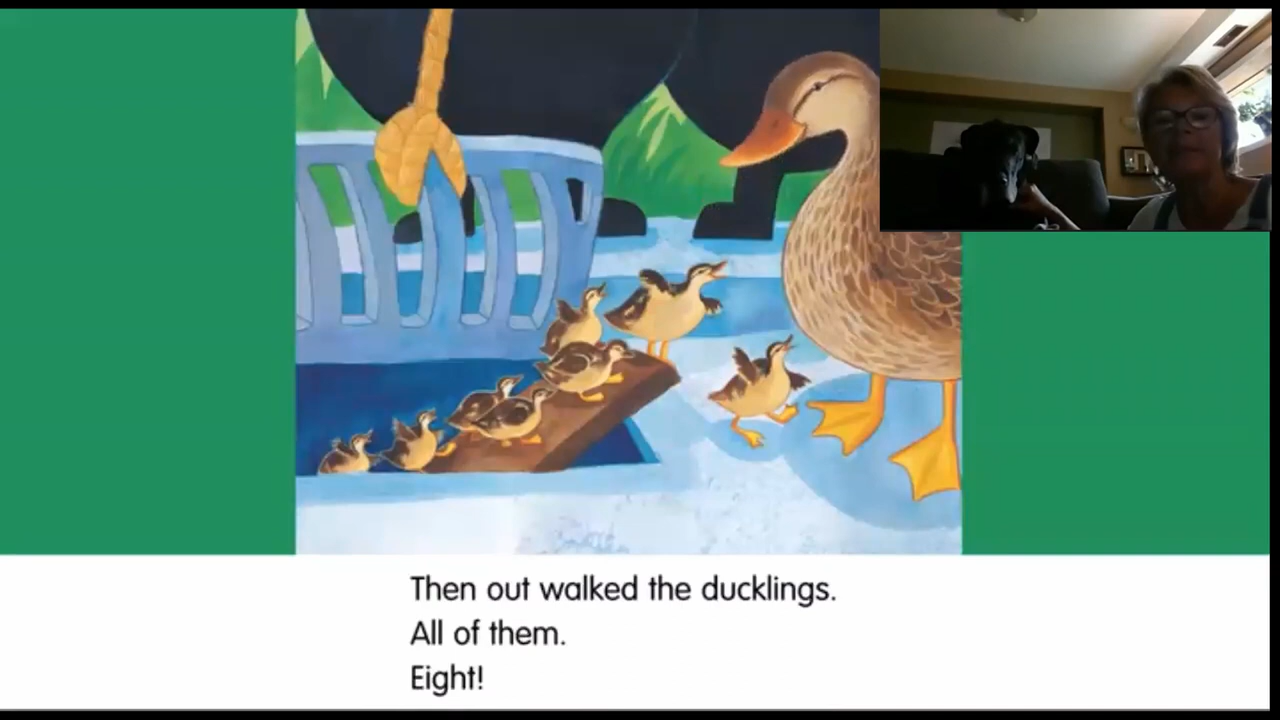 Then out walked the ducklings.
All of them.
Eight!